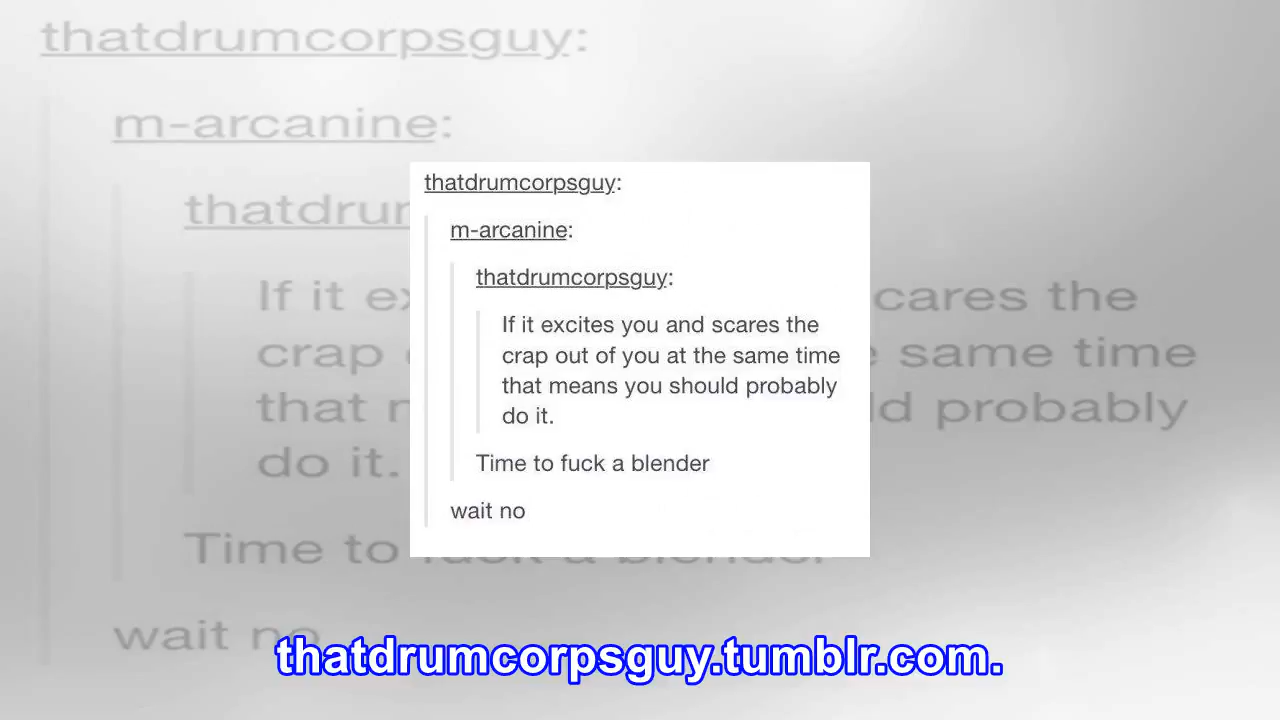 thatdrumcorpsguy:
m-arcanine:
thatdrumcorpsguy:
If it excites you and scares the
crap out of you at the same time
that means you should probably
do it.
Time to fuck a blender
wait no
thatdrumcorpsguy.tumblr.com.